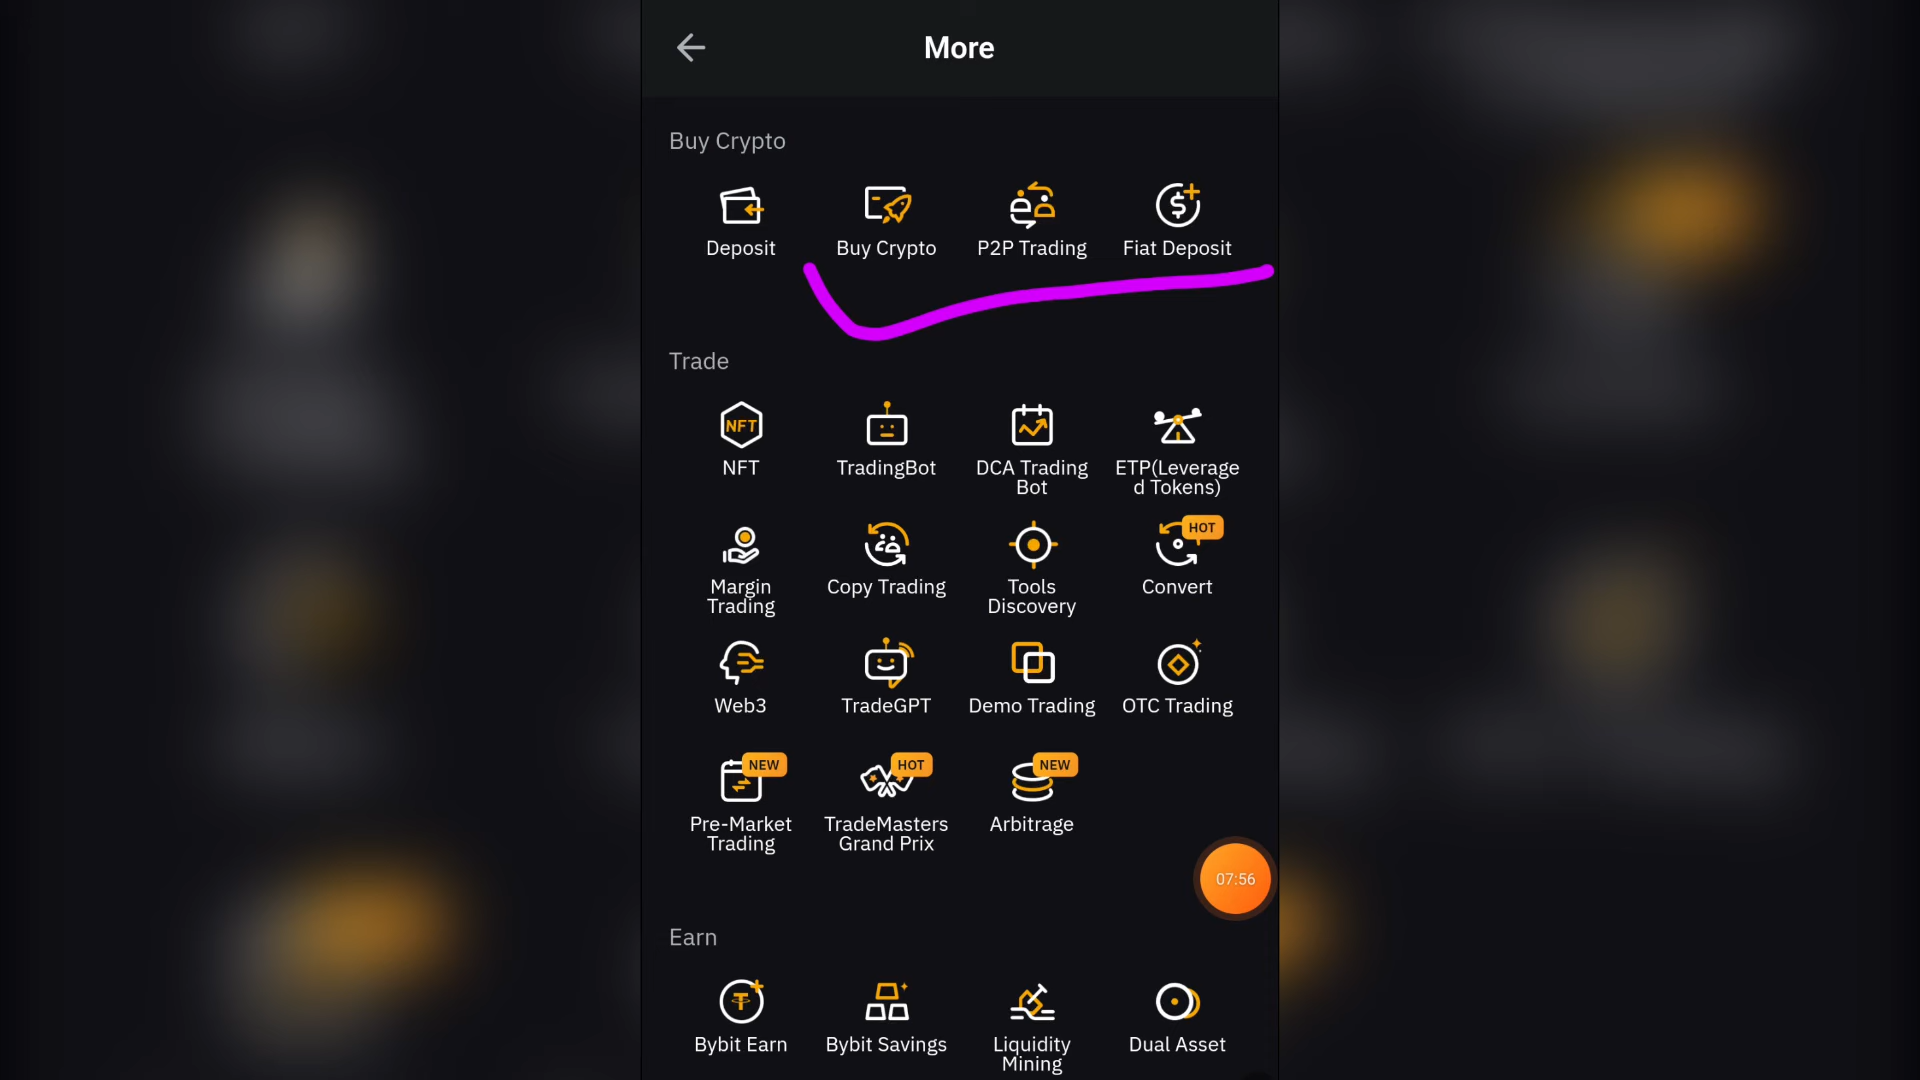 More
Buy Crypto
Deposit
Buy Crypto
P2P Trading
Fiat Deposit
Trade
NFT
NFT
TradingBot
DCA Trading
Bot
ETP(Leverage
d Tokens)
Margin
Trading
Copy Trading
Tools
Discovery
HOT
Convert
Web3
TradeGPT
Demo Trading
OTC Trading
NEW
Pre-Market
Trading
HOT
TradeMasters
Grand Prix
NEW
Arbitrage
07:56
Earn
Bybit Earn
Bybit Savings
Liquidity
Mining
Dual Asset